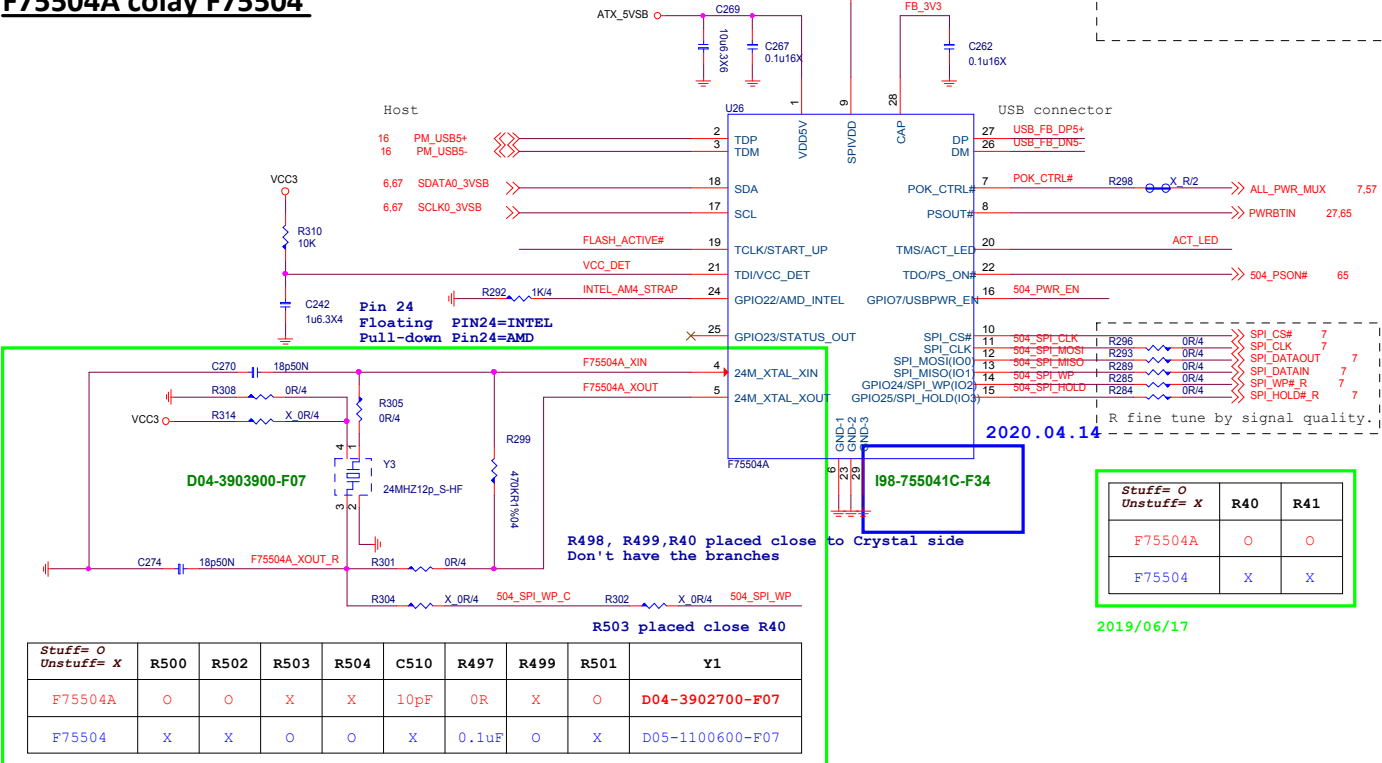 F75504A colay F75504
ATX_5VSB
C269
10u6.3X6
C267
0.1u16X
FB_3V3
C262
0.1u16X
Host
U26
USB connector
1
9
28
VDD5V
SPIVDD
CAP
16 PM_USB5+
16 PM_USB5-
2 TDP
3 TDM
DP 27 USB_FB_DP5+
DM 26 USB_FB_DN5-
VCC3
6,67 SDATA0_3VSB
18 SDA
POK_CTRL# 7 POK_CTRL# R298 X_R/2 ALL_PWR_MUX 7,57
6,67 SCLK0_3VSB
17 SCL
PSOUT# 8 PWRBTIN 27,65
R310
10K
FLASH_ACTIVE# 19 TCLK/START_UP
TMS/ACT_LED 20 ACT_LED
VCC_DET 21 TDI/VCC_DET
TDO/PS_ON# 22 504_PSON# 65
R292 1K/4 INTEL_AM4_STRAP 24 GPIO22/AMD_INTEL
GPIO7/USBPWR_EN 16 504_PWR_EN
C242
1u6.3X4
Pin 24
Floating PIN24=INTEL
Pull-down Pin24=AMD
25 GPIO23/STATUS_OUT
SPI_CS# 10 SPI_CS# 7
SPI_CLK 11 504_SPI_CLK R296 0R/4 SPI_CLK 7
SPI_MOSI(IO0) 12 504_SPI_MOSI R293 0R/4 SPI_DATAOUT 7
SPI_MISO(IO1) 13 504_SPI_MISO R289 0R/4 SPI_DATAIN 7
GPIO24/SPI_WP(IO2) 14 504_SPI_WP R285 0R/4 SPI_WP#_R 7
GPIO25/SPI_HOLD(IO3) 15 504_SPI_HOLD R284 0R/4 SPI_HOLD#_R 7
R fine tune by signal quality.
C270 18p50N
F75504A_XIN 4 24M_XTAL_XIN
R308 0R/4
F75504A_XOUT 5 24M_XTAL_XOUT
R314 X_0R/4
VCC3
R305
0R/4
R299
470KR1%04
GND-1
GND-2
GND-3
6
23
29
F75504A
2020.04.14
I98-755041C-F34
4
1
Y3
24MHZ12p_S-HF
3
2
D04-3903900-F07
R498, R499,R40 placed close to Crystal side
Don't have the branches
C274 18p50N F75504A_XOUT_R R301 0R/4
R304 X_0R/4 504_SPI_WP_C R302 X_0R/4 504_SPI_WP
R503 placed close R40
Stuff= O
Unstuff= X R40 R41
F75504A O O
F75504 X X
2019/06/17
Stuff= O
Unstuff= X R500 R502 R503 R504 C510 R497 R499 R501 Y1
F75504A O O X X 10pF 0R X O D04-3902700-F07
F75504 X X O O X 0.1uF O X D05-1100600-F07